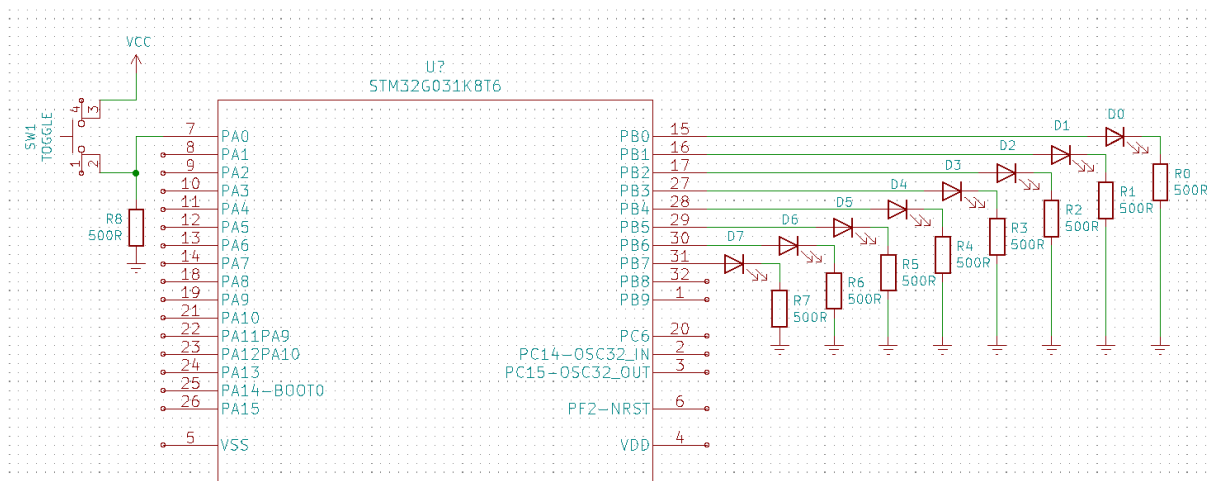 VCC
U?
STM32G031K8T6
SW1
TOGGLE
4
3
1
2
R8
500R
7 PA0
8 PA1
9 PA2
10 PA3
11 PA4
12 PA5
13 PA6
14 PA7
18 PA8
19 PA9
21 PA10
22 PA11PA9
23 PA12PA10
24 PA13
25 PA14-BOOT0
26 PA15
5 VSS
PB0 15
PB1 16
PB2 17
PB3 27
PB4 28
PB5 29
PB6 30
PB7 31
PB8 32
PB9 1
PC6 20
PC14-OSC32_IN 2
PC15-OSC32_OUT 3
PF2-NRST 6
VDD 4
D0
D1
D2
D3
D4
D5
D6
D7
R0
500R
R1
500R
R2
500R
R3
500R
R4
500R
R5
500R
R6
500R
R7
500R